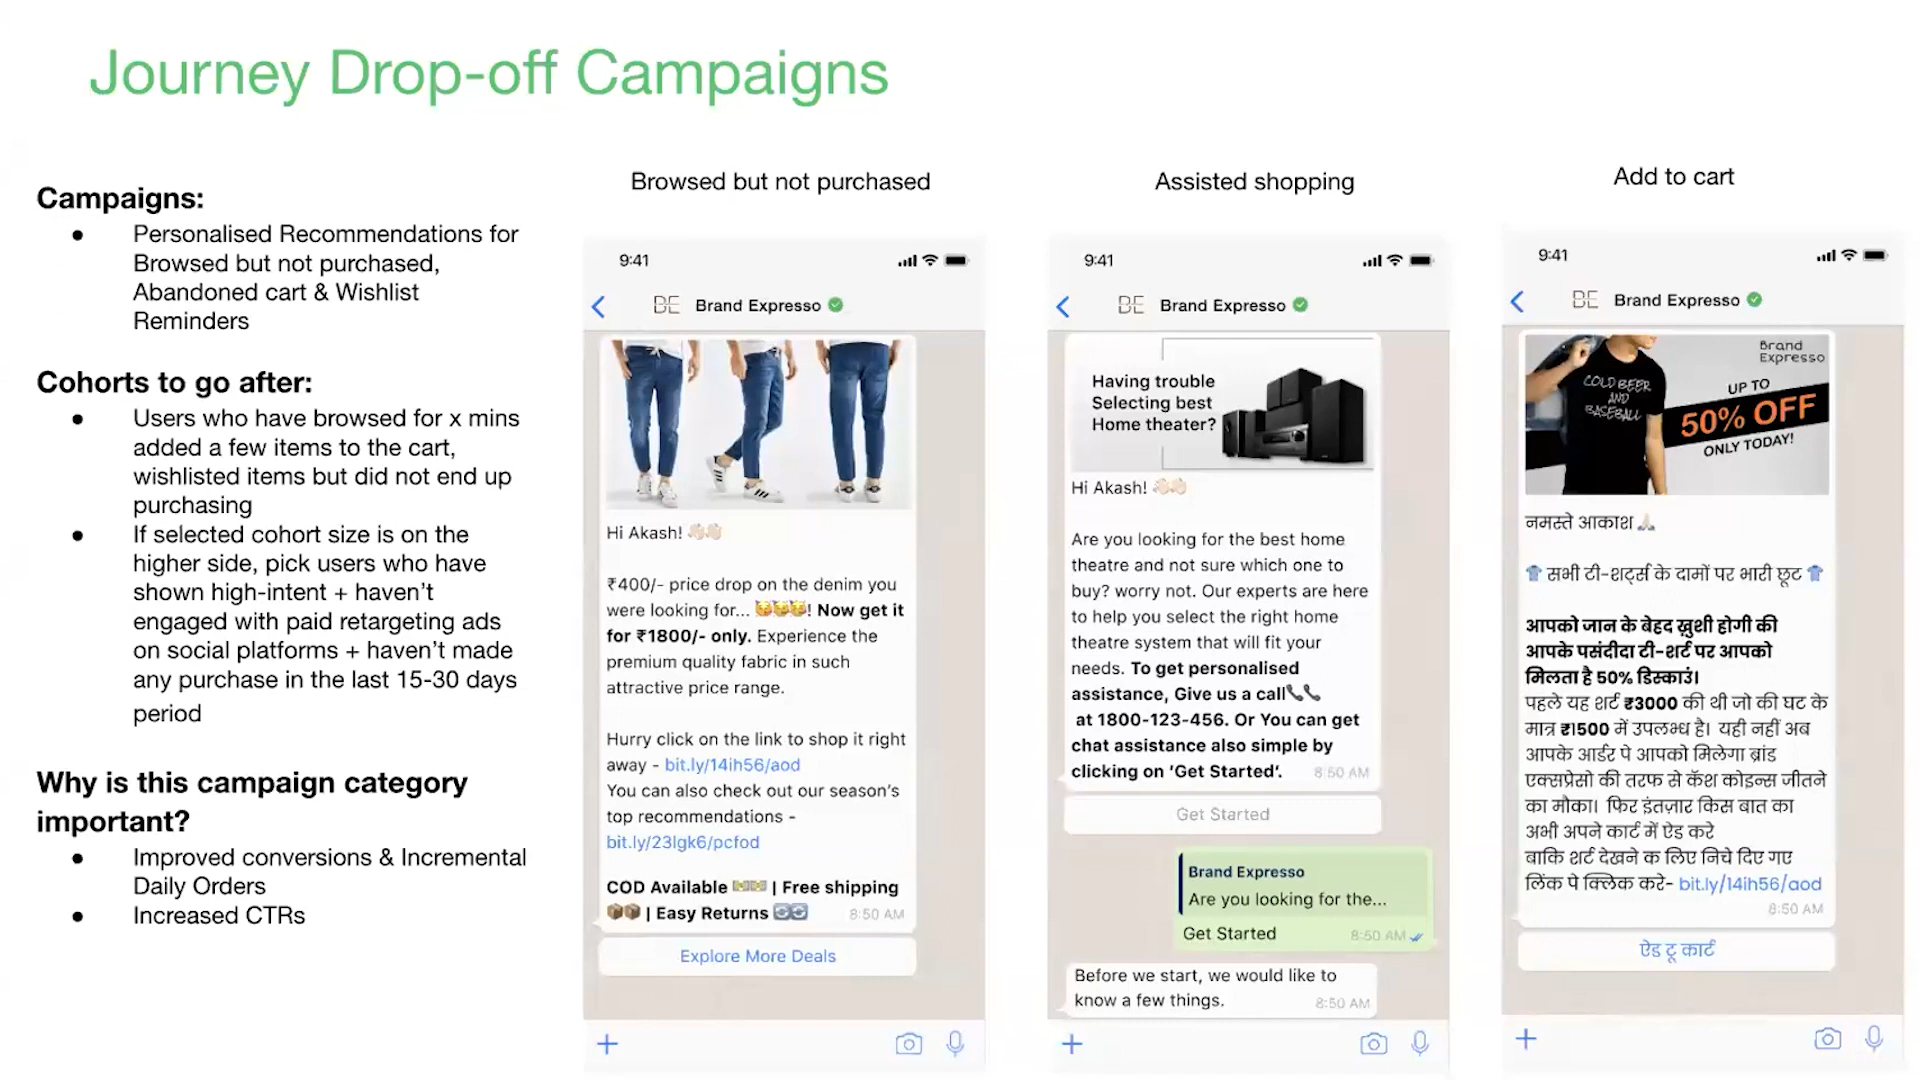 Journey Drop-off Campaigns
Campaigns:
● Personalised Recommendations for
Browsed but not purchased,
Abandoned cart & Wishlist
Reminders
Cohorts to go after:
● Users who have browsed for x mins
added a few items to the cart,
wishlisted items but did not end up
purchasing
● If selected cohort size is on the
higher side, pick users who have
shown high-intent + haven't
engaged with paid retargeting ads
on social platforms + haven't made
any purchase in the last 15-30 days
period
Why is this campaign category
important?
● Improved conversions & Incremental
Daily Orders
● Increased CTRs
Browsed but not purchased
9:41
BE Brand Expresso
Hi Akash! 👋🏻👋🏻
₹400/- price drop on the denim you
were looking for... 🥳🥳🥳! Now get it
for ₹1800/- only. Experience the
premium quality fabric in such
attractive price range.
Hurry click on the link to shop it right
away - bit.ly/14ih56/aod
You can also check out our season's
top recommendations -
bit.ly/23lgk6/pcfod
COD Available 💵💵 | Free shipping
📦📦 | Easy Returns 🔄🔄 8:50 AM
Explore More Deals
Assisted shopping
9:41
BE Brand Expresso
Having trouble
Selecting best
Home theater?
Hi Akash! 👋🏻👋🏻
Are you looking for the best home
theatre and not sure which one to
buy? worry not. Our experts are here
to help you select the right home
theatre system that will fit your
needs. To get personalised
assistance, Give us a call📞📞
at 1800-123-456. Or You can get
chat assistance also simple by
clicking on 'Get Started'. 8:50 AM
Get Started
Brand Expresso
Are you looking for the...
Get Started 8:50 AM
Before we start, we would like to
know a few things. 8:50 AM
Add to cart
9:41
BE Brand Expresso
Brand
Expresso
COLD BEER
AND
BASEBALL
UP TO
50% OFF
ONLY TODAY!
नमस्ते आकाश 🙏🏻
👕 सभी टी-शर्ट्स के दामों पर भारी छूट 👕
आपको जान के बेहद ख़ुशी होगी की
आपके पसंदीदा टी-शर्ट पर आपको
मिलता है 50% डिस्काउं।
पहले यह शर्ट ₹3000 की थी जो की घट के
मात्र ₹1500 में उपलब्ध है। यही नहीं अब
आपके आर्डर पे आपको मिलेगा ब्रांड
एक्सप्रेसो की तरफ से कॅश कोइन्स जीतने
का मौका। फिर इंतज़ार किस बात का
अभी अपने कार्ट में ऐड करे
बाकि शर्ट देखने क लिए निचे दिए गए
लिंक पे क्लिक करे- bit.ly/14ih56/aod
8:50 AM
ऐड टू कार्ट